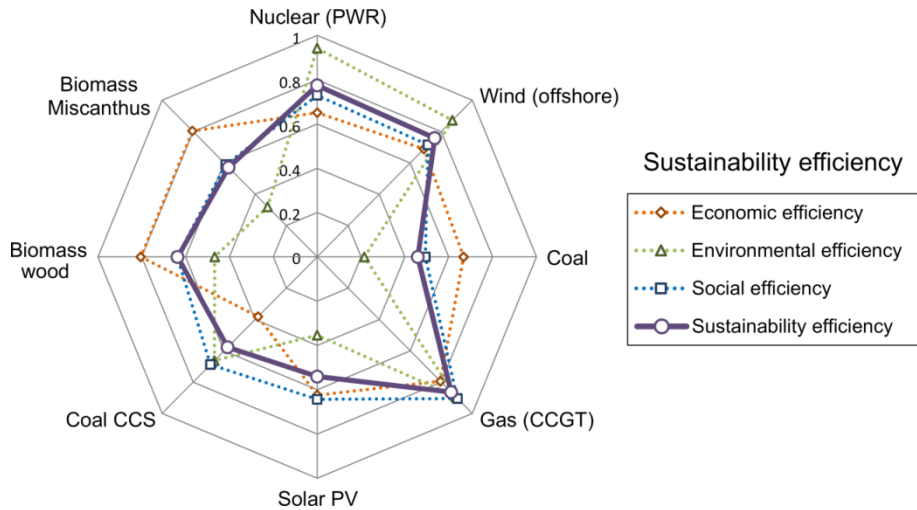 Nuclear (PWR)
1
Biomass
Miscanthus
0.8
Wind (offshore)
0.6
Sustainability efficiency
0.4
Economic efficiency
0.2
Biomass
wood
0
Coal
Environmental efficiency
Social efficiency
Sustainability efficiency
Coal CCS
Gas (CCGT)
Solar PV